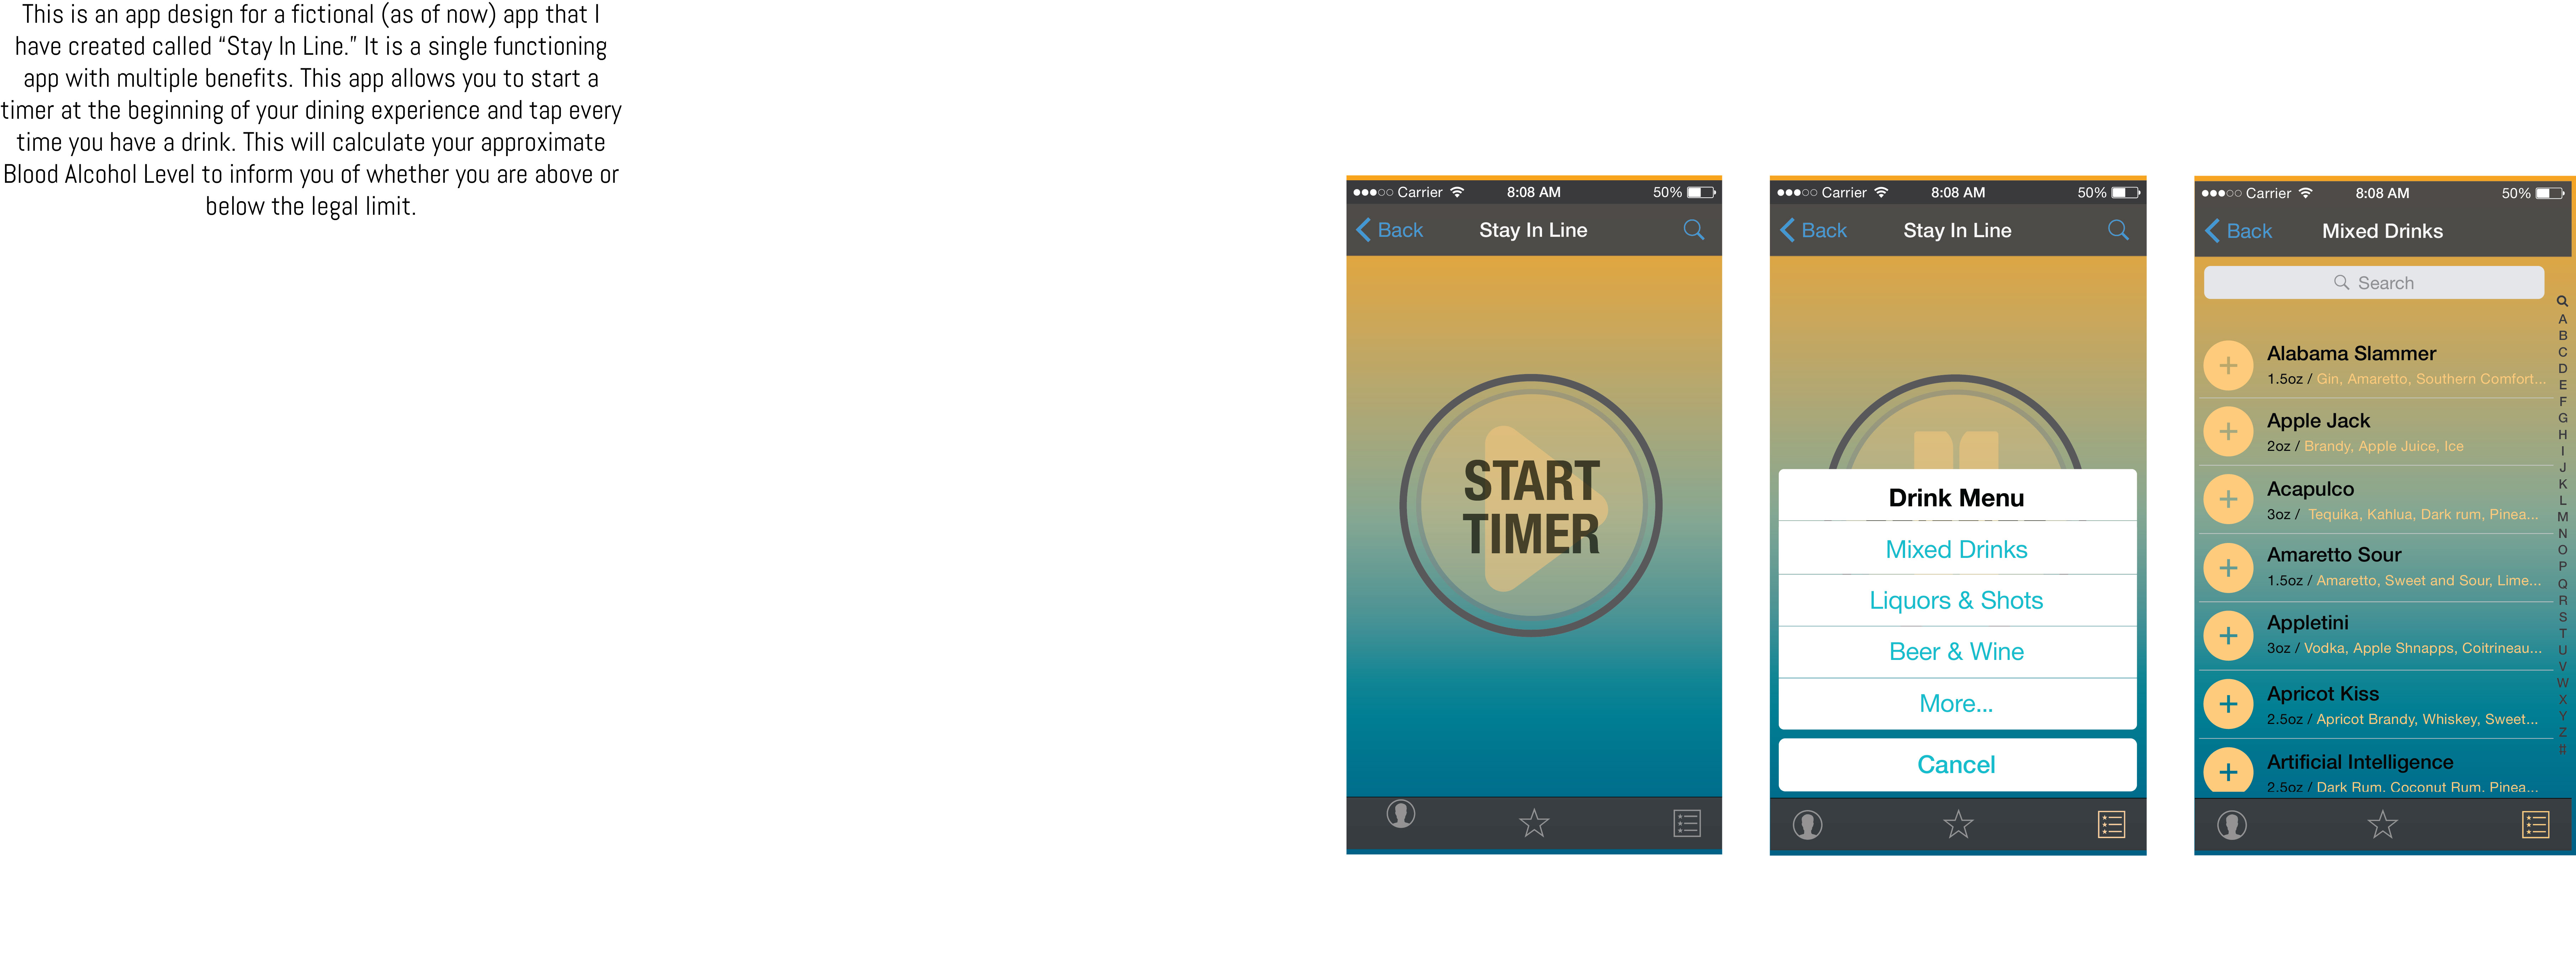 This is an app design for a fictional (as of now) app that I
have created called “Stay In Line.” It is a single functioning
app with multiple benefits. This app allows you to start a
timer at the beginning of your dining experience and tap every
time you have a drink. This will calculate your approximate
Blood Alcohol Level to inform you of whether you are above or
below the legal limit.
Carrier 8:08 AM 50%
Back Stay In Line
START
TIMER
Carrier 8:08 AM 50%
Back Stay In Line
Drink Menu
Mixed Drinks
Liquors & Shots
Beer & Wine
More...
Cancel
Carrier 8:08 AM 50%
Back Mixed Drinks
Search
Alabama Slammer
1.5oz / Gin, Amaretto, Southern Comfort...
Apple Jack
2oz / Brandy, Apple Juice, Ice
Acapulco
3oz / Tequika, Kahlua, Dark rum, Pinea...
Amaretto Sour
1.5oz / Amaretto, Sweet and Sour, Lime...
Appletini
3oz / Vodka, Apple Shnapps, Coitrineau...
Apricot Kiss
2.5oz / Apricot Brandy, Whiskey, Sweet...
Artificial Intelligence
2.5oz / Dark Rum, Coconut Rum, Pinea...
A
B
C
D
E
F
G
H
I
J
K
L
M
N
O
P
Q
R
S
T
U
V
W
X
Y
Z
#